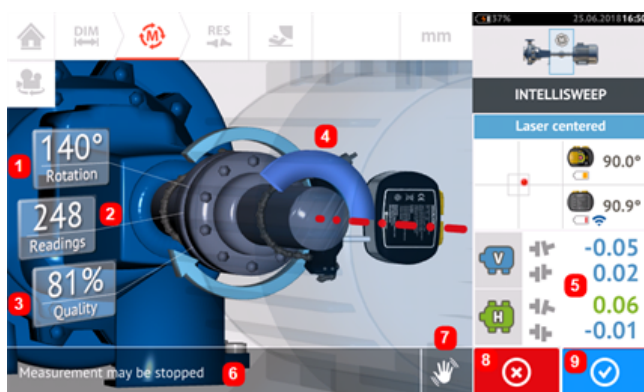 DIM
M
RES
mm
37%
25.06.2018 16:50
INTELLISWEEP
Laser centered
1
140°
Rotation
4
90.0°
2
248
Readings
90.9°
3
81%
Quality
V
-0.05
0.02
5
H
0.06
-0.01
7
Measurement may be stopped
6
8
9